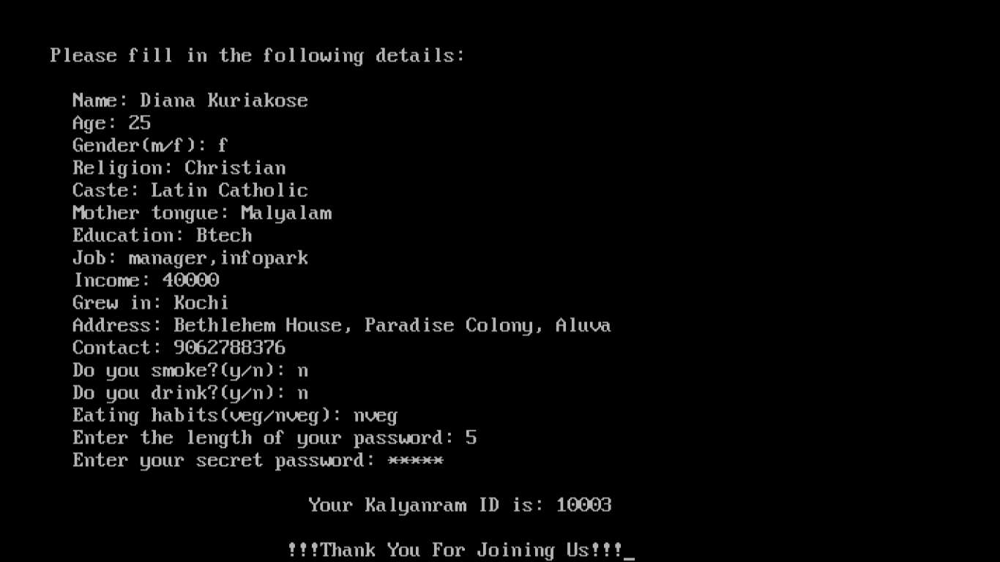 Please fill in the following details:
Name: Diana Kuriakose
Age: 25
Gender(m/f): f
Religion: Christian
Caste: Latin Catholic
Mother tongue: Malyalam
Education: Btech
Job: manager,infopark
Income: 40000
Grew in: Kochi
Address: Bethlehem House, Paradise Colony, Aluva
Contact: 9062788376
Do you smoke?(y/n): n
Do you drink?(y/n): n
Eating habits(veg/nveg): nveg
Enter the length of your password: 5
Enter your secret password: *****
Your Kalyanram ID is: 10003
!!!Thank You For Joining Us!!!_